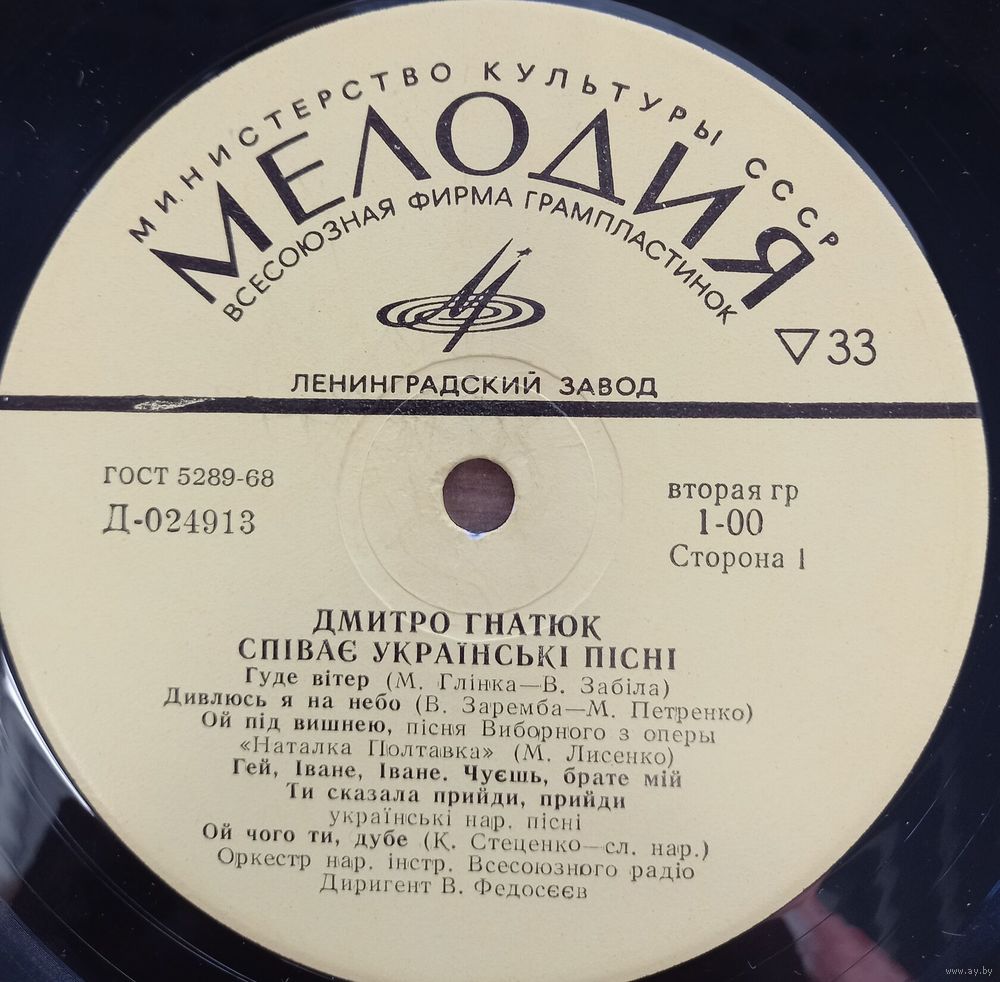 МИНИСТЕРСТВО КУЛЬТУРЫ СССР
МЕЛОДИЯ
ВСЕСОЮЗНАЯ ФИРМА ГРАМПЛАСТИНОК
33
ЛЕНИНГРАДСКИЙ ЗАВОД
ГОСТ 5289-68
Д-024913
вторая гр
1-00
Сторона 1
ДМИТРО ГНАТЮК
СПІВАЄ УКРАЇНСЬКІ ПІСНІ
Гуде вітер (М. Глінка—В. Забіла)
Дивлюсь я на небо (В. Заремба—М. Петренко)
Ой під вишнею, пісня Виборного з оперы
«Наталка Полтавка» (М. Лисенко)
Гей, Іване, Іване. Чуєшь, брате мій
Ти сказала прийди, прийди
українські нар. пісні
Ой чого ти, дубе (К. Стеценко—сл. нар.)
Оркестр нар. інстр. Всесоюзного радіо
Диригент В. Федосєєв
www.ay.by